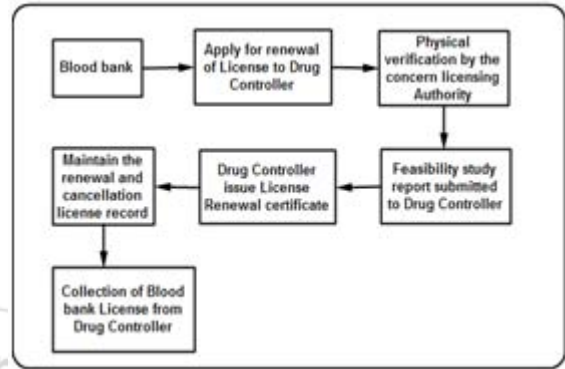 Blood bank
Apply for renewal
of License to Drug
Controller
Physical
verification by the
concern licensing
Authority
Feasibility study
report submitted
to Drug Controller
Drug Controller
issue License
Renewal certificate
Maintain the
renewal and
cancellation
license record
Collection of Blood
bank License from
Drug Controller